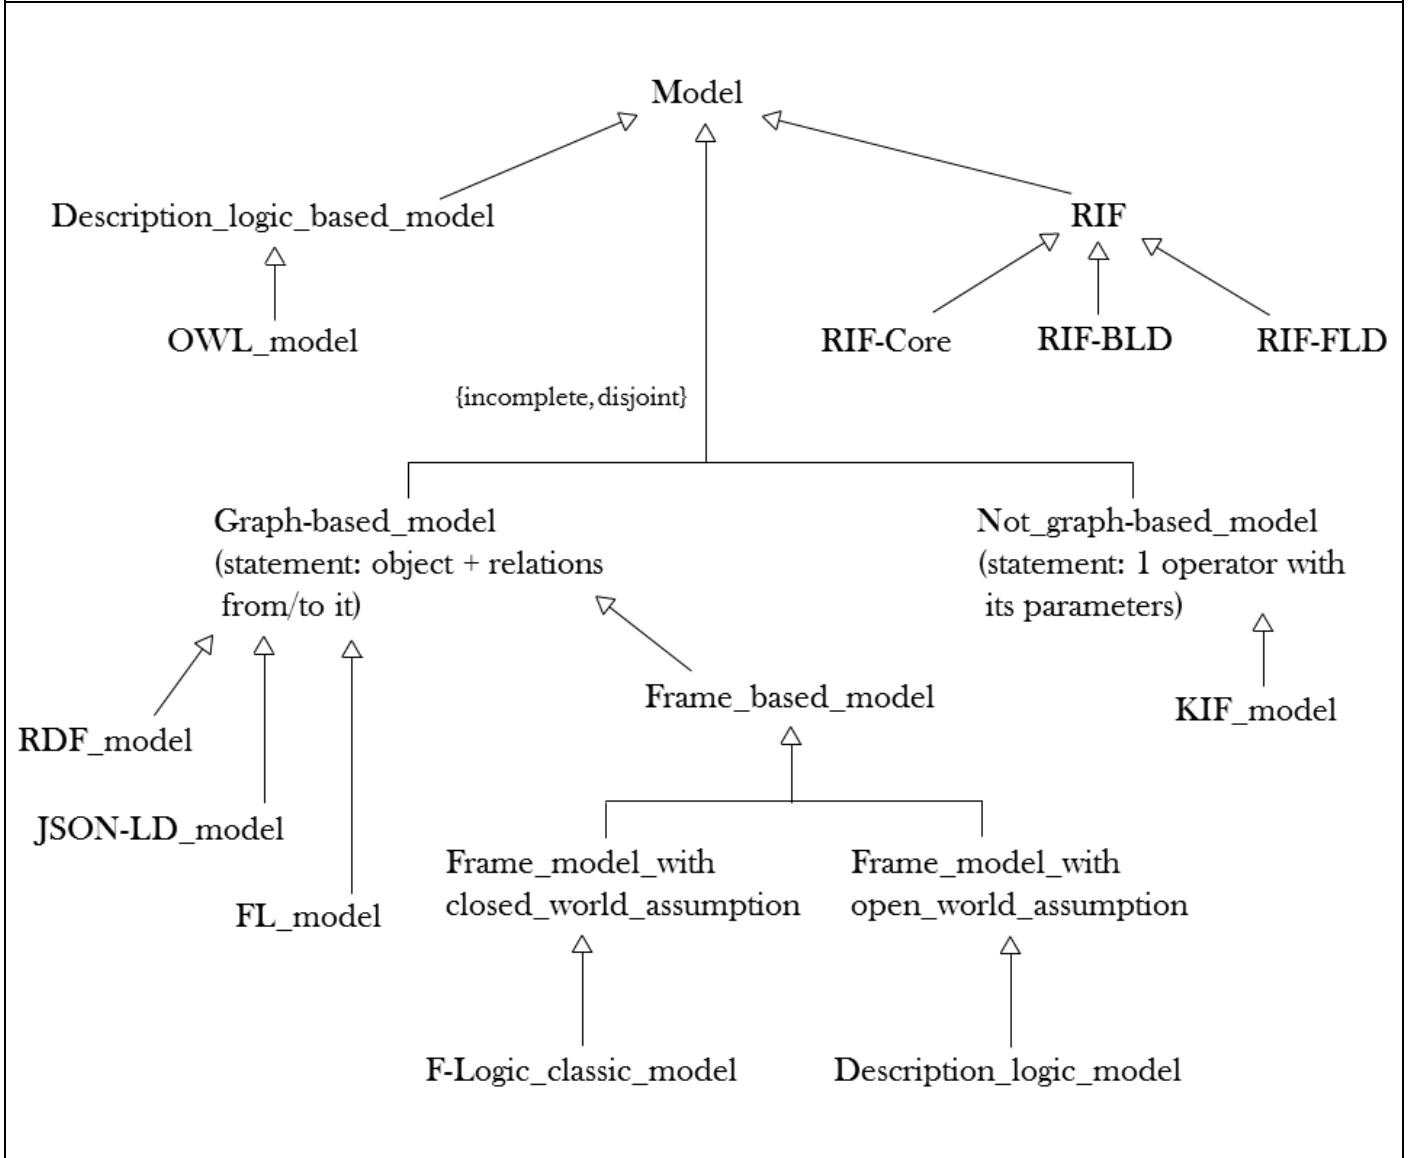 Model
Description_logic_based_model
RIF
OWL_model
RIF-Core
RIF-BLD
RIF-FLD
{incomplete, disjoint}
Graph-based_model
(statement: object + relations
from/to it)
Not_graph-based_model
(statement: 1 operator with
its parameters)
Frame_based_model
KIF_model
RDF_model
JSON-LD_model
FL_model
Frame_model_with
closed_world_assumption
Frame_model_with
open_world_assumption
F-Logic_classic_model
Description_logic_model